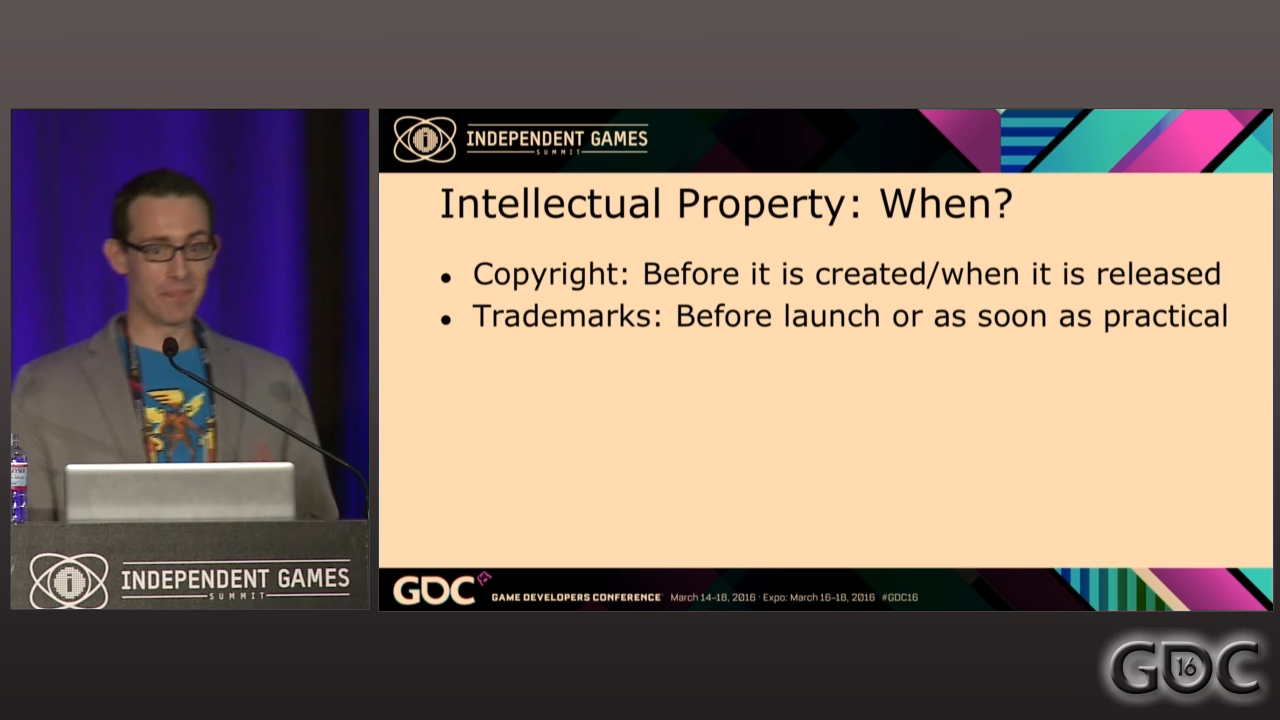 INDEPENDENT GAMES
SUMMIT
Intellectual Property: When?
• Copyright: Before it is created/when it is released
• Trademarks: Before launch or as soon as practical
INDEPENDENT GAMES
SUMMIT
GDC GAME DEVELOPERS CONFERENCE March 14-18, 2016 · Expo: March 16-18, 2016 #GDC16
GDC
16